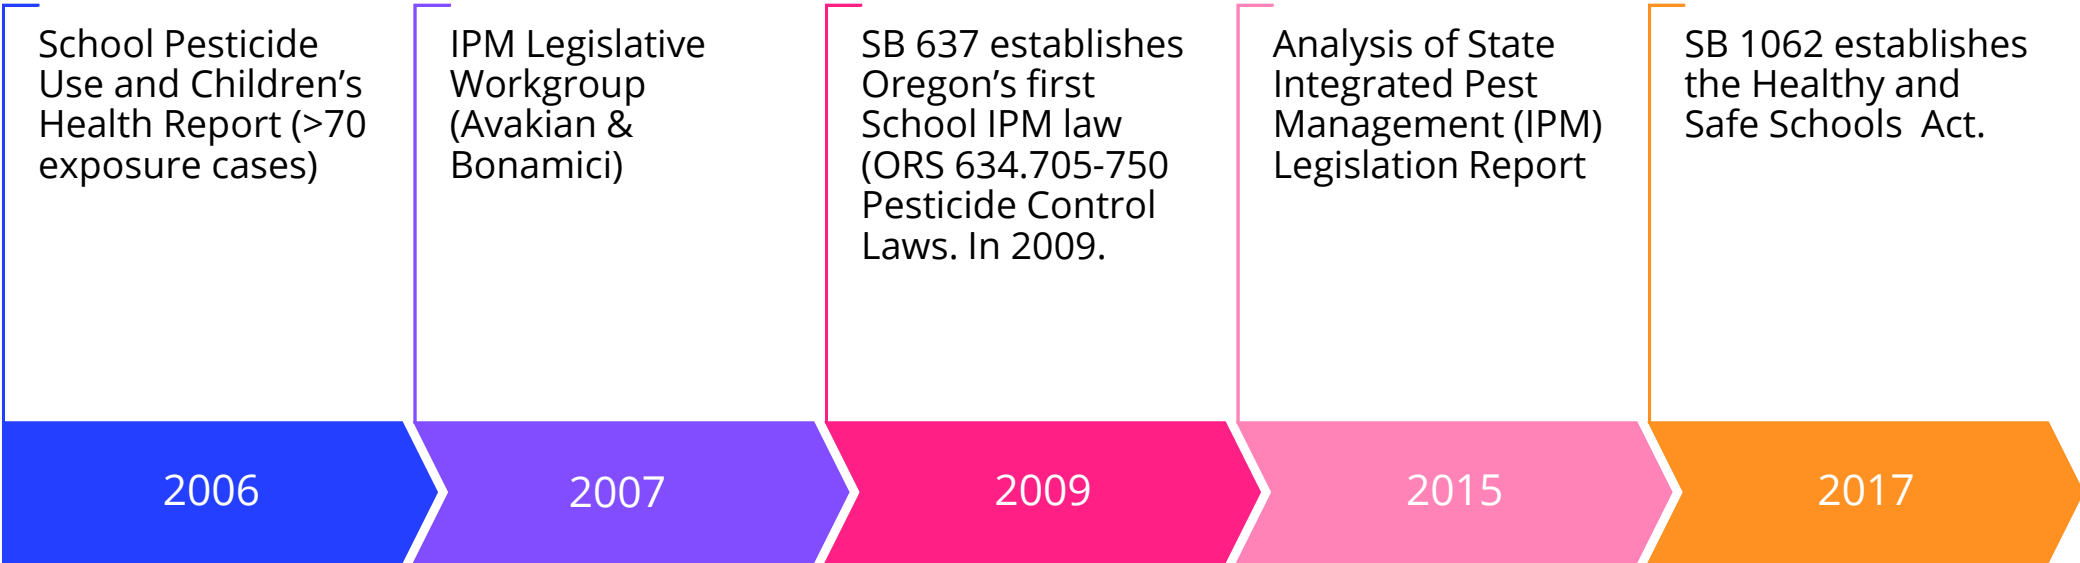 School Pesticide
Use and Children’s
Health Report (>70
exposure cases)
IPM Legislative
Workgroup
(Avakian &
Bonamici)
SB 637 establishes
Oregon’s first
School IPM law
(ORS 634.705-750
Pesticide Control
Laws. In 2009.
Analysis of State
Integrated Pest
Management (IPM)
Legislation Report
SB 1062 establishes
the Healthy and
Safe Schools  Act.
2006
2007
2009
2015
2017